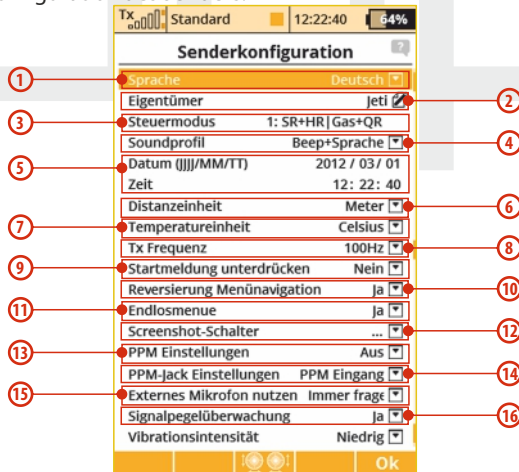 Tx Standard 12:22:40 64%
Senderkonfiguration ?
1 Sprache Deutsch
Eigentümer Jeti 2
3 Steuermodus 1: SR+HR|Gas+QR
Soundprofil Beep+Sprache 4
5 Datum (JJJJ/MM/TT) 2012 / 03/ 01
Zeit 12: 22: 40
Distanzeinheit Meter 6
7 Temperatureinheit Celsius
Tx Frequenz 100Hz 8
9 Startmeldung unterdrücken Nein
Reversierung Menünavigation Ja 10
11 Endlosmenue Ja
Screenshot-Schalter ... 12
13 PPM Einstellungen Aus
PPM-Jack Einstellungen PPM Eingang 14
15 Externes Mikrofon nutzen Immer frage
Signalpegelüberwachung Ja 16
Vibrationsintensität Niedrig
Ok